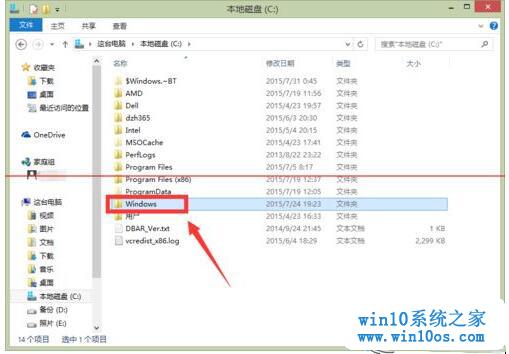 本地磁盘 (C:)
文件 主页 共享 查看
这台电脑 本地磁盘 (C:)
搜索"本地磁盘 (C:)"
名称 修改日期 类型 大小
收藏夹
下载
桌面
最近访问的位置
OneDrive
家庭组
这台电脑
视频
图片
文档
下载
音乐
桌面
本地磁盘 (C:)
备份 (D:)
照片 (E:)
$Windows.~BT 2015/7/31 0:45 文件夹
AMD 2015/7/19 11:56 文件夹
Dell 2015/4/23 19:57 文件夹
dzh365 2015/6/3 20:30 文件夹
Intel 2015/5/4 20:15 文件夹
MSOCache 2015/4/23 17:41 文件夹
PerfLogs 2013/8/22 23:22 文件夹
Program Files 2015/7/5 8:17 文件夹
Program Files (x86) 2015/7/19 12:37 文件夹
ProgramData 2015/7/19 12:05 文件夹
Windows 2015/7/24 19:23 文件夹
用户 2015/4/23 16:33 文件夹
DBAR_Ver.txt 2014/9/24 21:45 文本文档 1 KB
vcredist_x86.log 2015/6/4 18:29 文本文档 2,299 KB
14 个项目 选中 1 个项目
win10系统之家
www.win10os.com